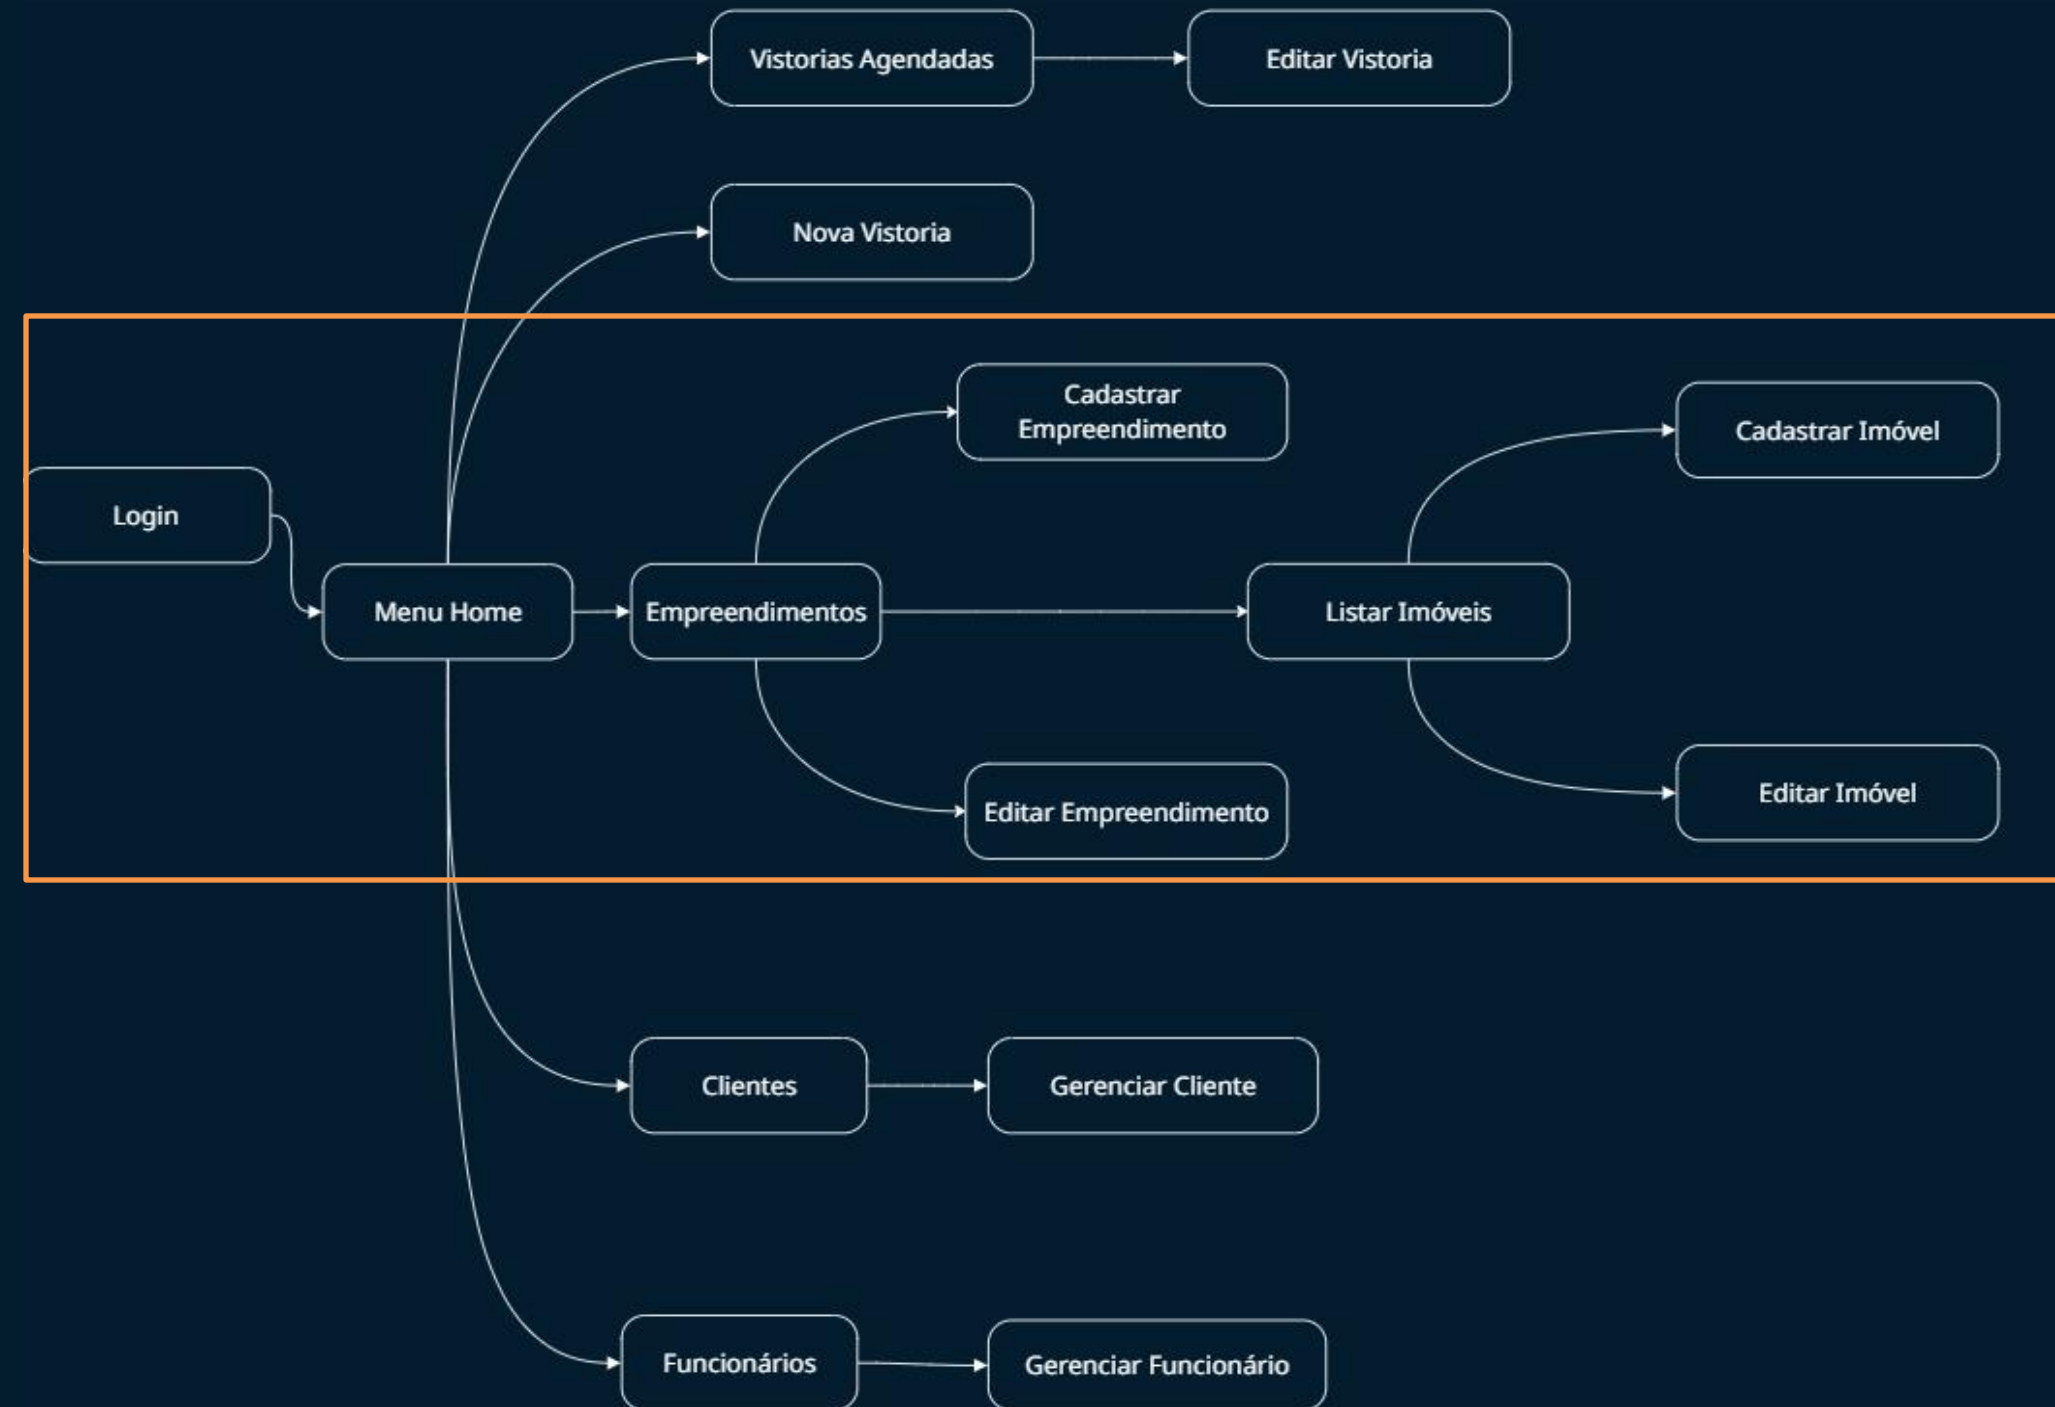 Vistorias Agendadas
Editar Vistoria
Nova Vistoria
Cadastrar
Empreendimento
Cadastrar Imóvel
Login
Menu Home
Empreendimentos
Listar Imóveis
Editar Empreendimento
Editar Imóvel
Clientes
Gerenciar Cliente
Funcionários
Gerenciar Funcionário